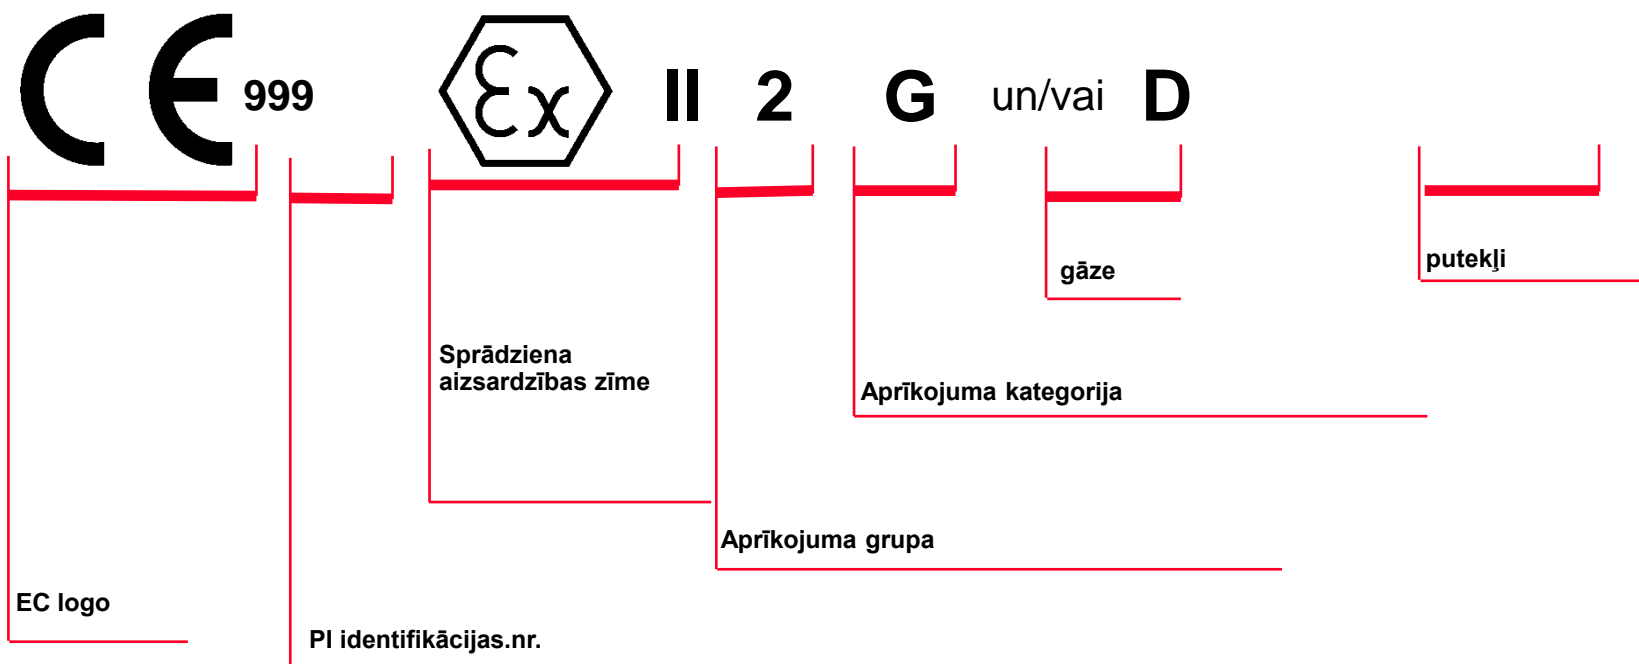 CE 999 Ex II 2 G un/vai D
gāze
putekļi
Sprādziena
aizsardzības zīme
Aprīkojuma kategorija
Aprīkojuma grupa
EC logo
PI identifikācijas.nr.